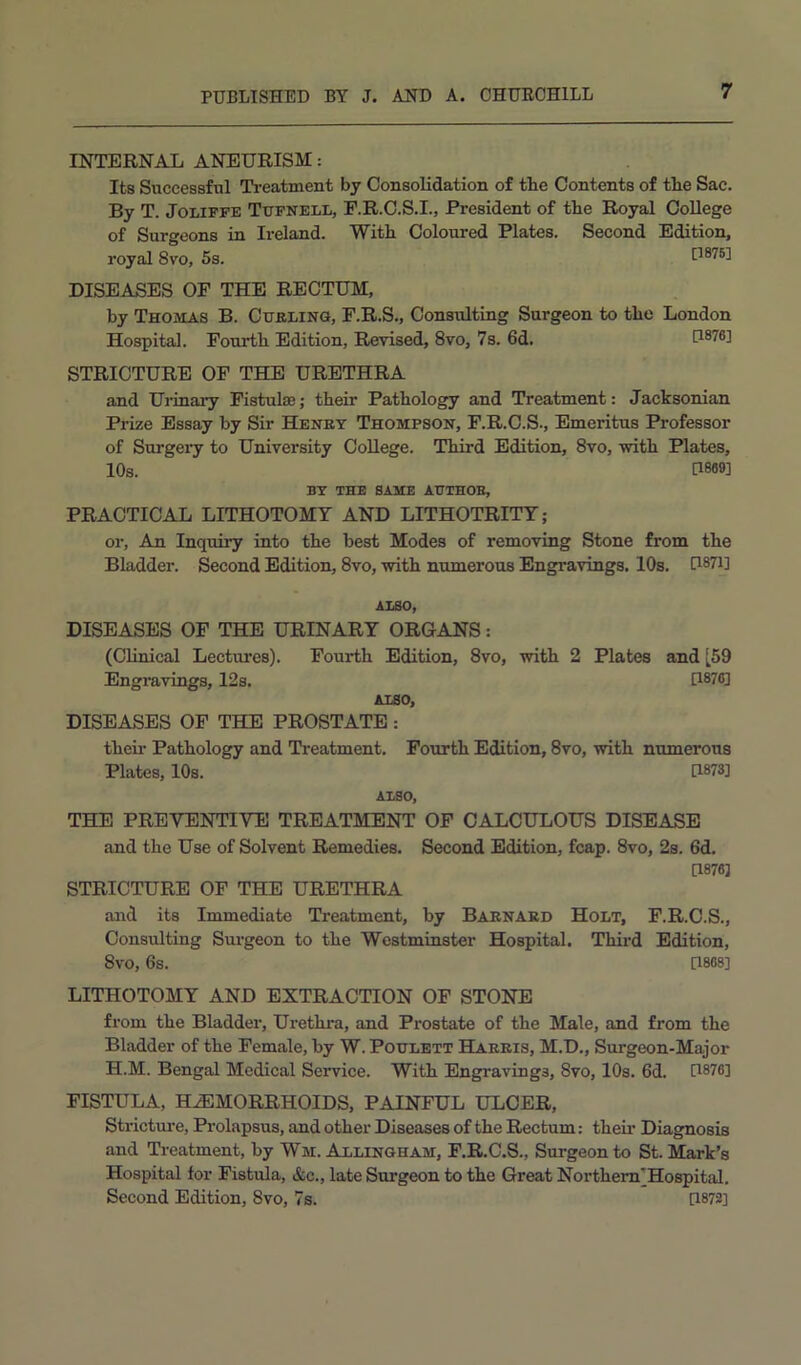 PUBLISHED BY J. AND A. CHURCHILL 7
INTERNAL ANEURISM:
Its Successful Treatment by Consolidation of the Contents of the Sac.
By T. JOLIFFE TUFNELL, F.R.C.S.I., President of the Royal College
of Surgeons in Ireland. With Coloured Plates. Second Edition,
royal 8vo, 5s. [1875]
DISEASES OF THE RECTUM,
by THOMAS B. CURLING, F.R.S., Consulting Surgeon to the London
Hospital. Fourth Edition, Revised, 8vo, 7s. 6d. [1876]
STRICTURE OF THE URETHRA
and Urinary Fistulæ; their Pathology and Treatment: Jacksonian
Prize Essay by Sir HENRY THOMPSON, F.R.C.S., Emeritus Professor
of Surgery to University College. Third Edition, 8vo, with Plates,
10s. [1869]
BY THE SAME AUTHOR,
PRACTICAL LITHOTOMY AND LITHOTRITY;
or, An Inquiry into the best Modes of removing Stone from the
Bladder. Second Edition, 8vo, with numerous Engravings. 10s. [1871]
ALSO,
DISEASES OF THE URINARY ORGANS:
(Clinical Lectures). Fourth Edition, 8vo, with 2 Plates and [59
Engravings, 12s. [1876]
ALSO,
DISEASES OF THE PROSTATE:
their Pathology and Treatment. Fourth Edition, 8vo, with numerous
Plates, 10s. [1873]
ALSO,
THE PREVENTIVE TREATMENT OF CALCULOUS DISEASE
and the Use of Solvent Remedies. Second Edition, fcap. 8vo, 2s. 6d.
[1876]
STRICTURE OF THE URETHRA
and its Immediate Treatment, by BARNARD HOLT, F.R.C.S.,
Consulting Surgeon to the Westminster Hospital. Third Edition,
8vo, 6s. [1868]
LITHOTOMY AND EXTRACTION OF STONE
from the Bladder, Urethra, and Prostate of the Male, and from the
Bladder of the Female, by W. POULETT HARRIS, M.D., Surgeon-Major
H.M. Bengal Medical Service. With Engravings, 8vo, 10s. 6d. [1876]
FISTULA, HÆMORRHOIDS, PAINFUL ULCER,
Stricture, Prolapsus, and other Diseases of the Rectum: their Diagnosis
and Treatment, by WM. ALLINGHAM, F.R.C.S., Surgeon to St. Mark's
Hospital for Fistula, &c., late Surgeon to the Great Northern Hospital.
Second Edition, 8vo, 7s. [1872]